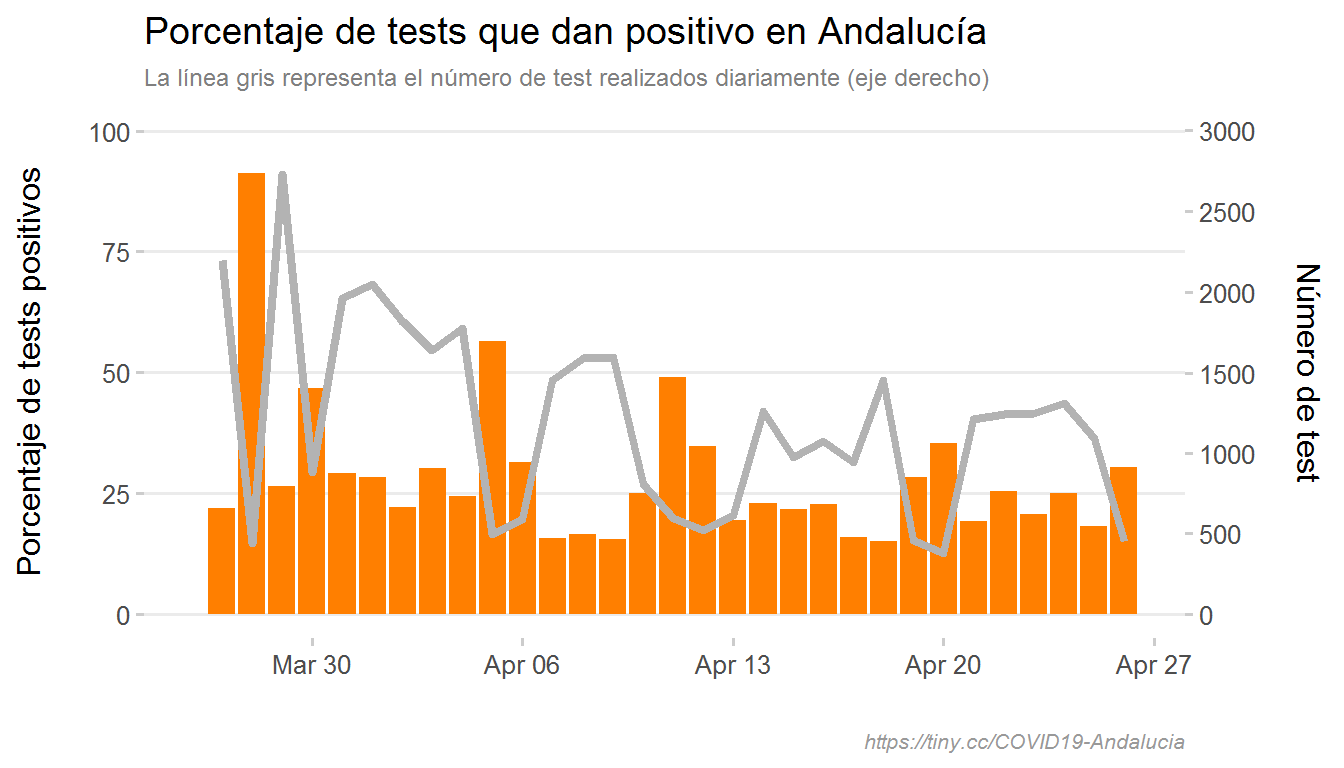 Porcentaje de tests que dan positivo en Andalucía
La línea gris representa el número de test realizados diariamente (eje derecho)
Porcentaje de tests positivos
100
75
50
25
0
3000
2500
2000
1500
1000
500
0
Número de test
Mar 30
Apr 06
Apr 13
Apr 20
Apr 27
https://tiny.cc/COVID19-Andalucia